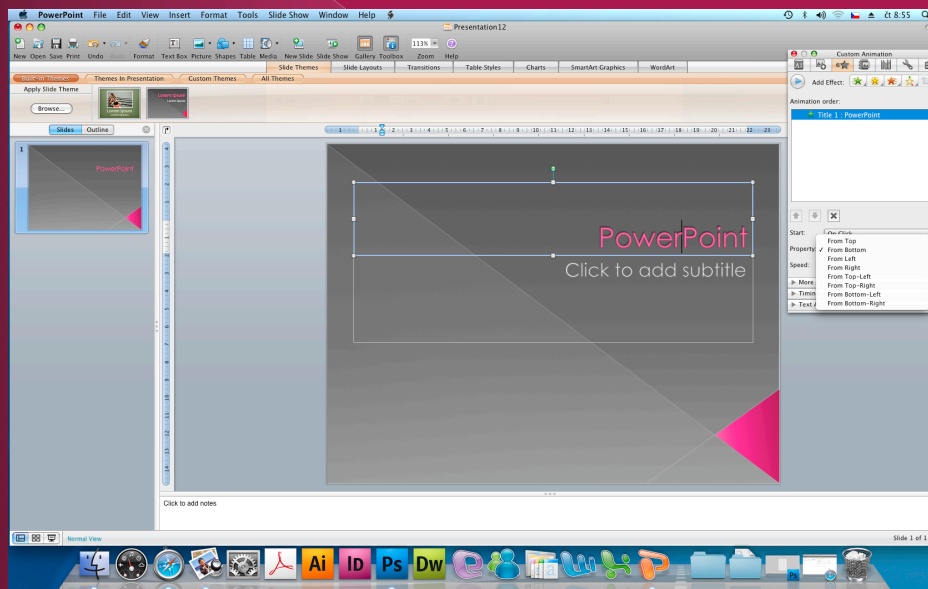 PowerPoint File Edit View Insert Format Tools Slide Show Window Help
čt 8:55
Presentation12
113%
New Open Save Print Undo Redo Format Text Box Picture Shapes Table Media New Slide Slide Show Gallery Toolbox Zoom Help
Slide Themes Slide Layouts Transitions Table Styles Charts SmartArt Graphics WordArt
Built-in Themes Themes In Presentation Custom Themes All Themes
Apply Slide Theme
Browse...
Lorem Ipsum
Lorem Ipsum
Slides Outline
1
PowerPoint
PowerPoint
Click to add subtitle
Click to add notes
Normal View
Slide 1 of 1
Custom Animation
Add Effect:
Animation order:
Title 1 : PowerPoint
Start: On Click
Property:
From Top
✓ From Bottom
From Left
From Right
From Top-Left
From Top-Right
From Bottom-Left
From Bottom-Right
Speed:
More
Text
Ai
ID
Ps
Dw
Ps